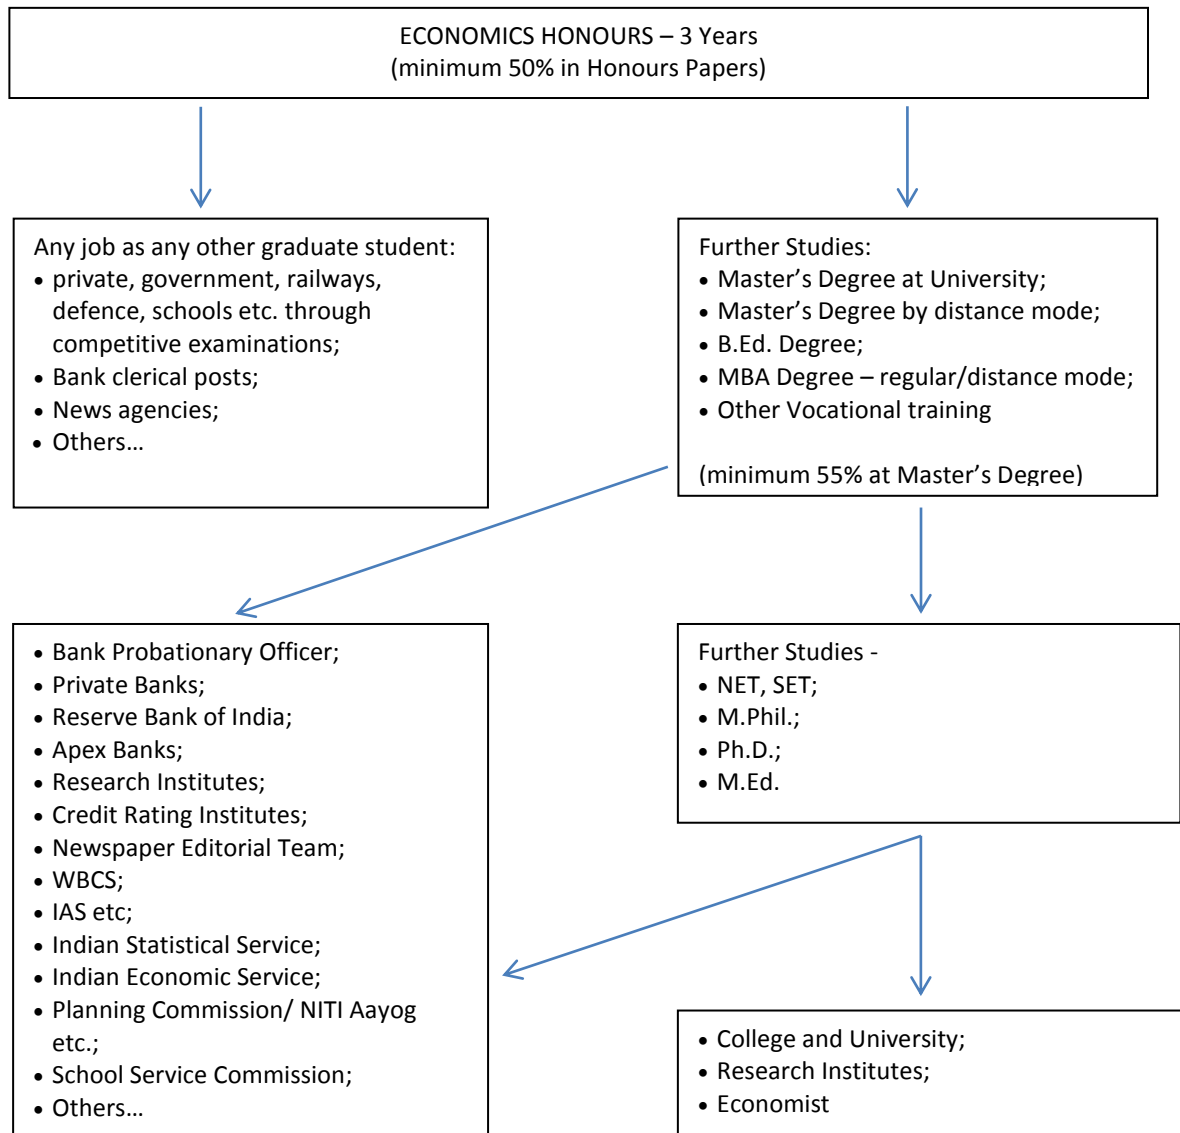 ECONOMICS HONOURS – 3 Years
(minimum 50% in Honours Papers)
Any job as any other graduate student:
• private, government, railways,
defence, schools etc. through
competitive examinations;
• Bank clerical posts;
• News agencies;
• Others…
Further Studies:
• Master’s Degree at University;
• Master’s Degree by distance mode;
• B.Ed. Degree;
• MBA Degree – regular/distance mode;
• Other Vocational training
(minimum 55% at Master’s Degree)
• Bank Probationary Officer;
• Private Banks;
• Reserve Bank of India;
• Apex Banks;
• Research Institutes;
• Credit Rating Institutes;
• Newspaper Editorial Team;
• WBCS;
• IAS etc;
• Indian Statistical Service;
• Indian Economic Service;
• Planning Commission/ NITI Aayog
etc.;
• School Service Commission;
• Others…
Further Studies -
• NET, SET;
• M.Phil.;
• Ph.D.;
• M.Ed.
• College and University;
• Research Institutes;
• Economist